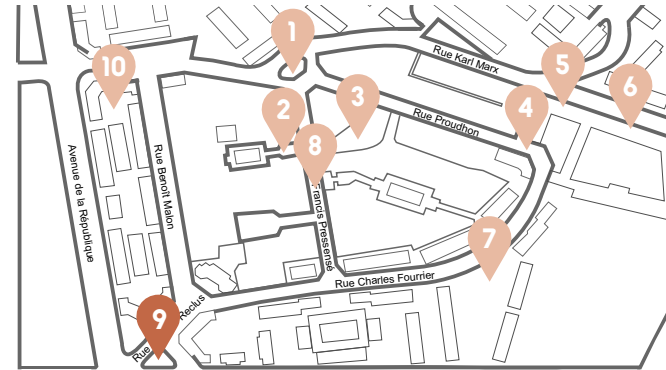 1
Rue Karl Marx
5
10
6
2
3
4
Rue Proudhon
8
Avenue de la République
Rue Benoît Malon
Francis Pressensé
7
Rue Charles Fourrier
9
Rue Reclus